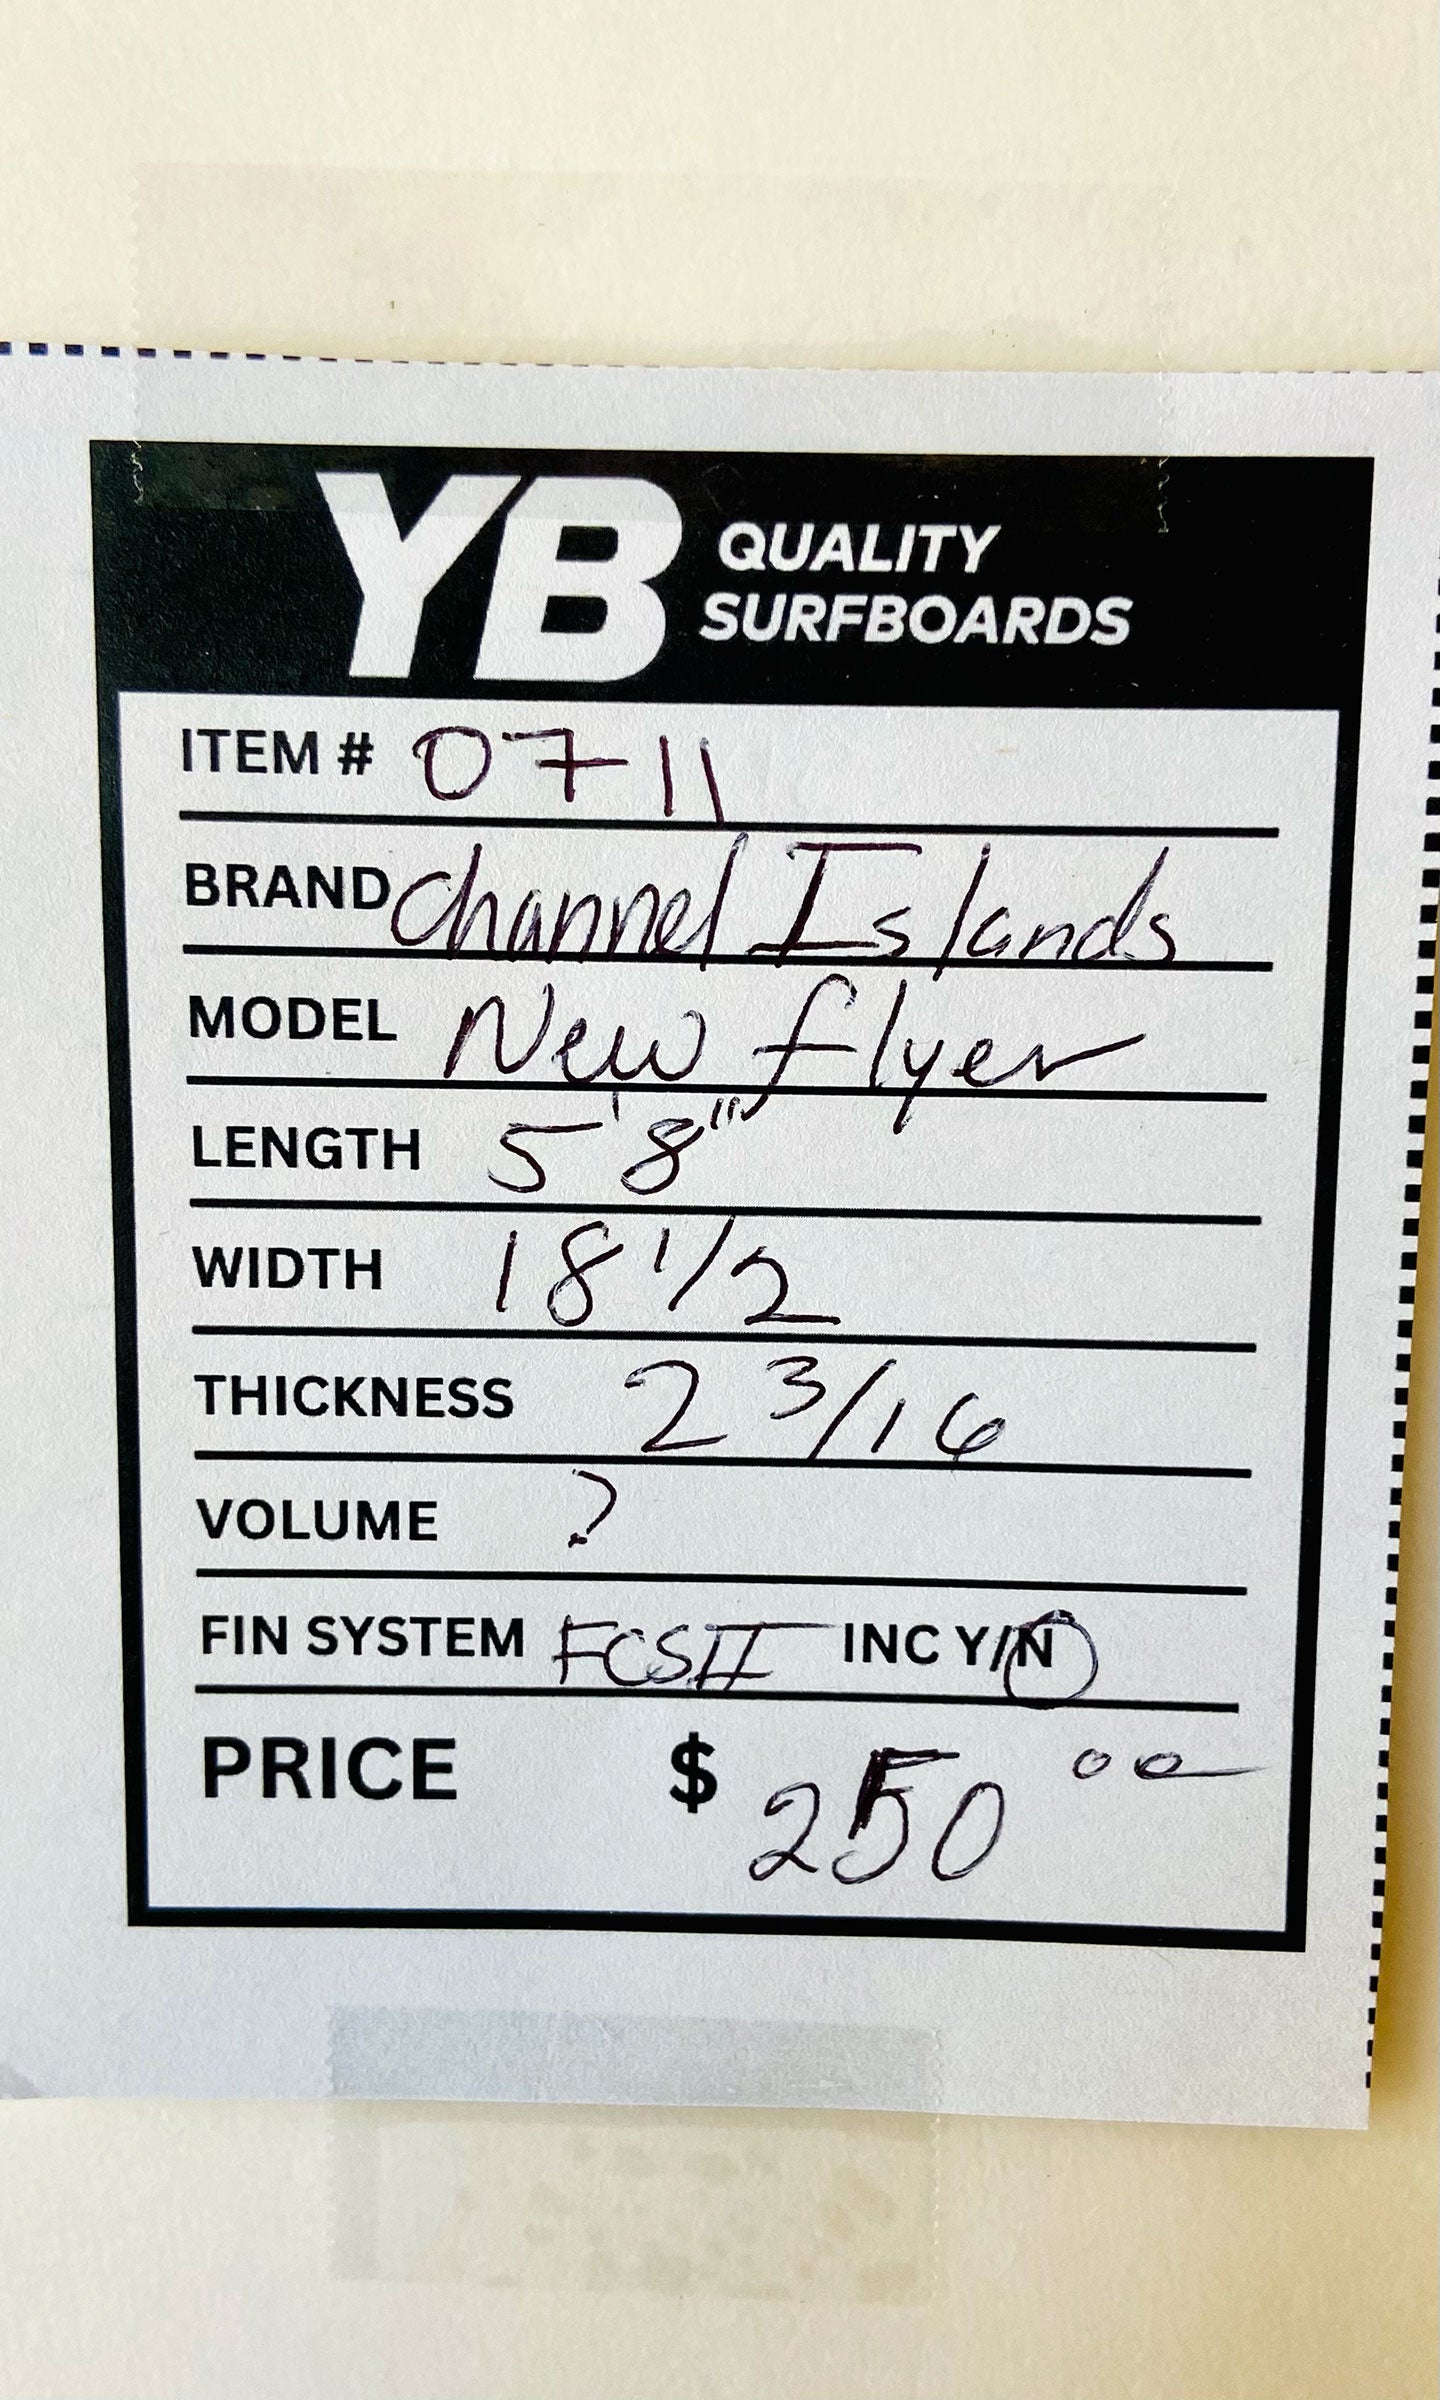 YB QUALITY
SURFBOARDS
ITEM # 0711
BRAND Channel Islands
MODEL New flyer
LENGTH 5'8"
WIDTH 18 1/2
THICKNESS 2 3/16
VOLUME ?
FIN SYSTEM FCSII INC Y/N
PRICE $ 250 00